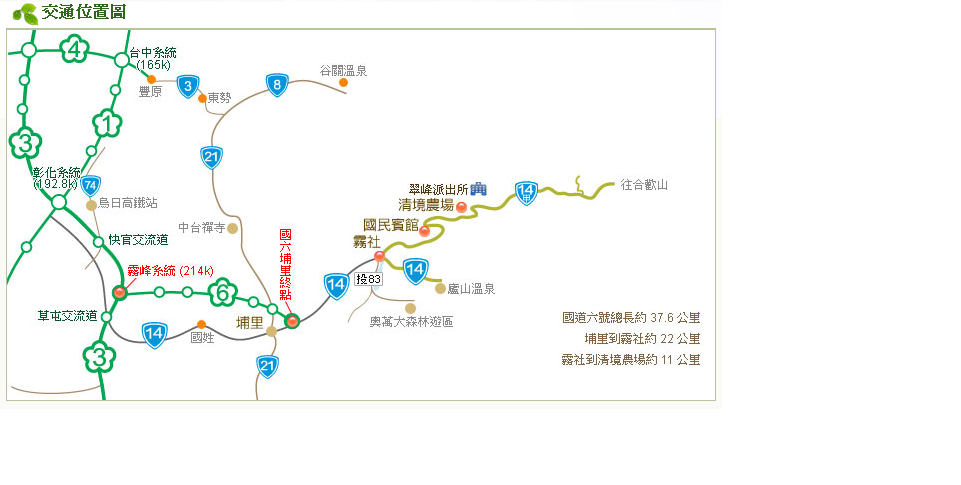 交通位置圖
4
台中系統
(165k)
豐原
3
東勢
8
谷關溫泉
1
3
21
彰化系統
(192.8k)
74
烏日高鐵站
翠峰派出所
清境農場
14
甲
往合歡山
中台禪寺
國民賓館
霧社
快官交流道
國六埔里終點
霧峰系統 (214k)
6
14
投83
14
廬山溫泉
草屯交流道
14
國姓
埔里
奧萬大森林遊區
3
21
國道六號總長約 37.6 公里
埔里到霧社約 22 公里
霧社到清境農場約 11 公里